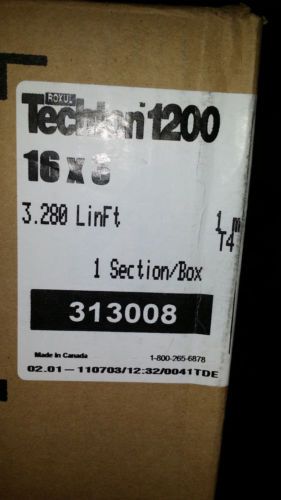 ROXUL
Techton 1200
16 x
3.280 LinFt
1 m
T4
1 Section/Box
313008
Made in Canada
1-800-265-6878
02.01-110703/12:32/0041TDE